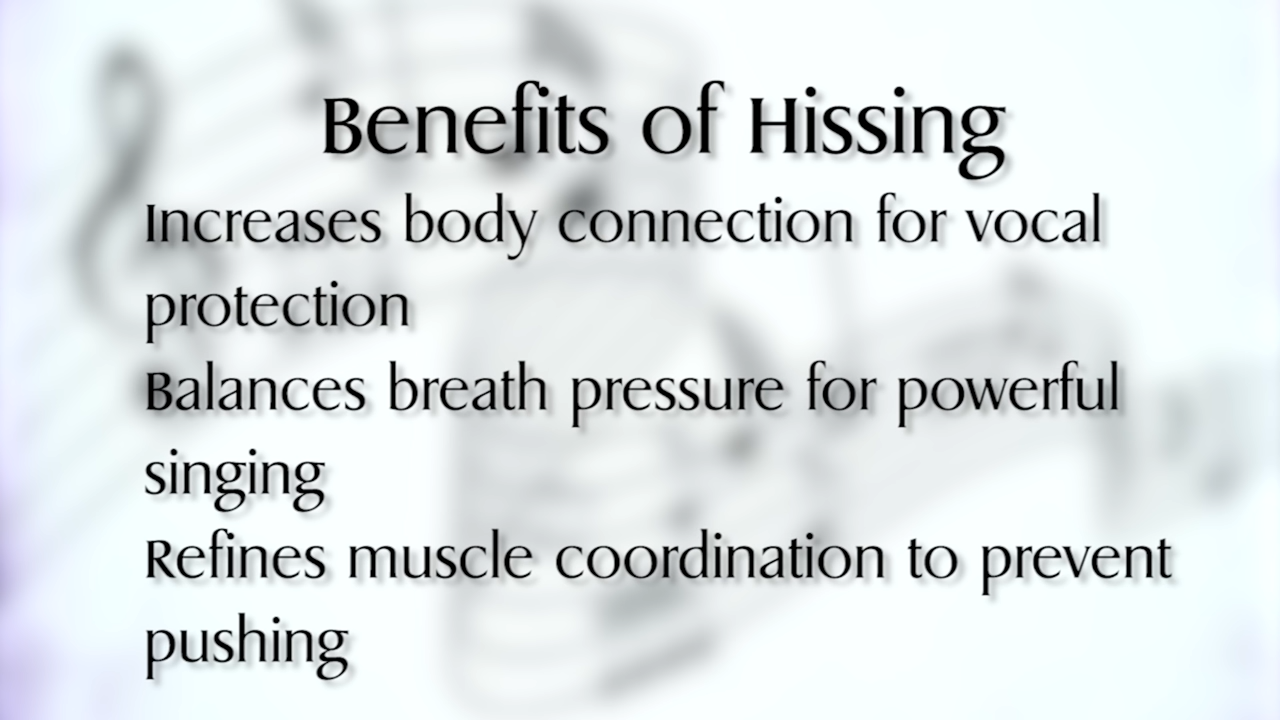 Benefits of Hissing
Increases body connection for vocal
protection
Balances breath pressure for powerful
singing
Refines muscle coordination to prevent
pushing